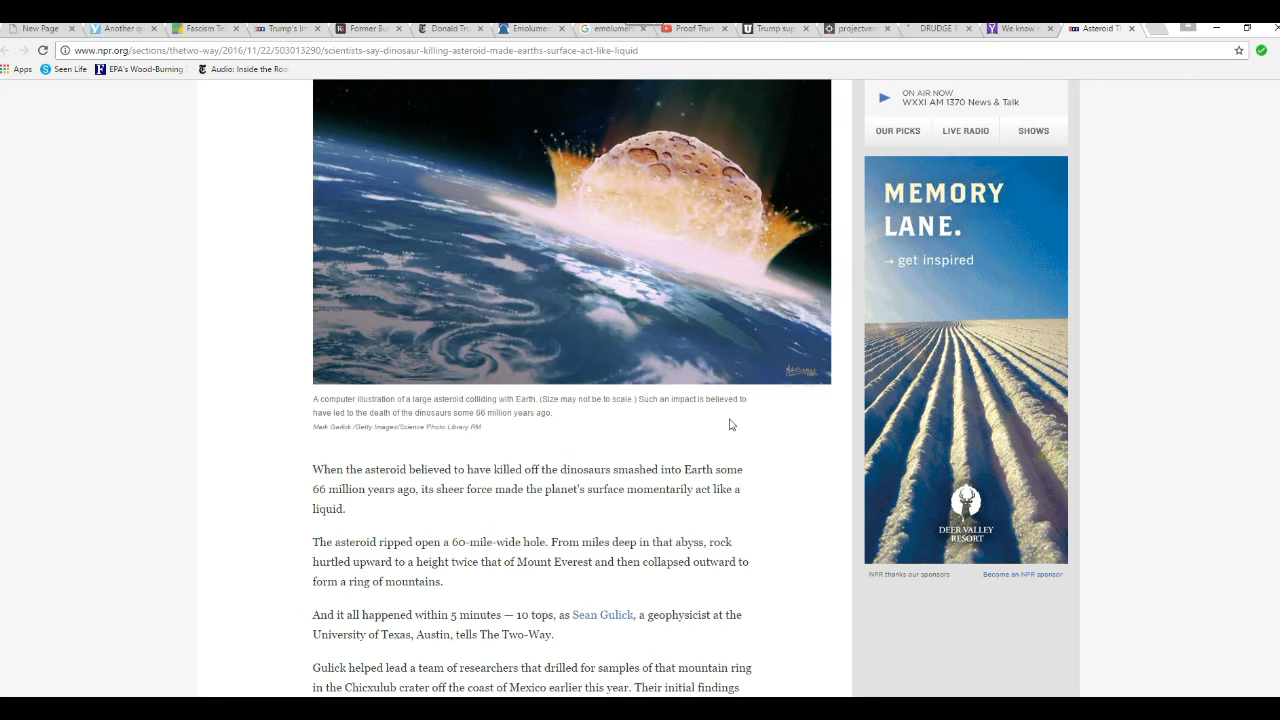 New Page
Another qu
Fascism Te
Trump's Im
Former Bu
Donald Tru
Emolumen
emolumen
Proof Trum
Trump sup
projectveri
DRUDGE R
We know n
Asteroid Th
www.npr.org/sections/thetwo-way/2016/11/22/503013290/scientists-say-dinosaur-killing-asteroid-made-earths-surface-act-like-liquid
Apps
Seen Life
EPA's Wood-Burning
Audio: Inside the Roo
ON AIR NOW
WXXI AM 1370 News & Talk
OUR PICKS
LIVE RADIO
SHOWS
MEMORY
LANE.
→ get inspired
DEER VALLEY
RESORT
NPR thanks our sponsors
Become an NPR sponsor
A computer illustration of a large asteroid colliding with Earth. (Size may not be to scale.) Such an impact is believed to
have led to the death of the dinosaurs some 66 million years ago.
Mark Garlick /Getty Images/Science Photo Library RM
When the asteroid believed to have killed off the dinosaurs smashed into Earth some
66 million years ago, its sheer force made the planet's surface momentarily act like a
liquid.
The asteroid ripped open a 60-mile-wide hole. From miles deep in that abyss, rock
hurtled upward to a height twice that of Mount Everest and then collapsed outward to
form a ring of mountains.
And it all happened within 5 minutes — 10 tops, as Sean Gulick, a geophysicist at the
University of Texas, Austin, tells The Two-Way.
Gulick helped lead a team of researchers that drilled for samples of that mountain ring
in the Chicxulub crater off the coast of Mexico earlier this year. Their initial findings